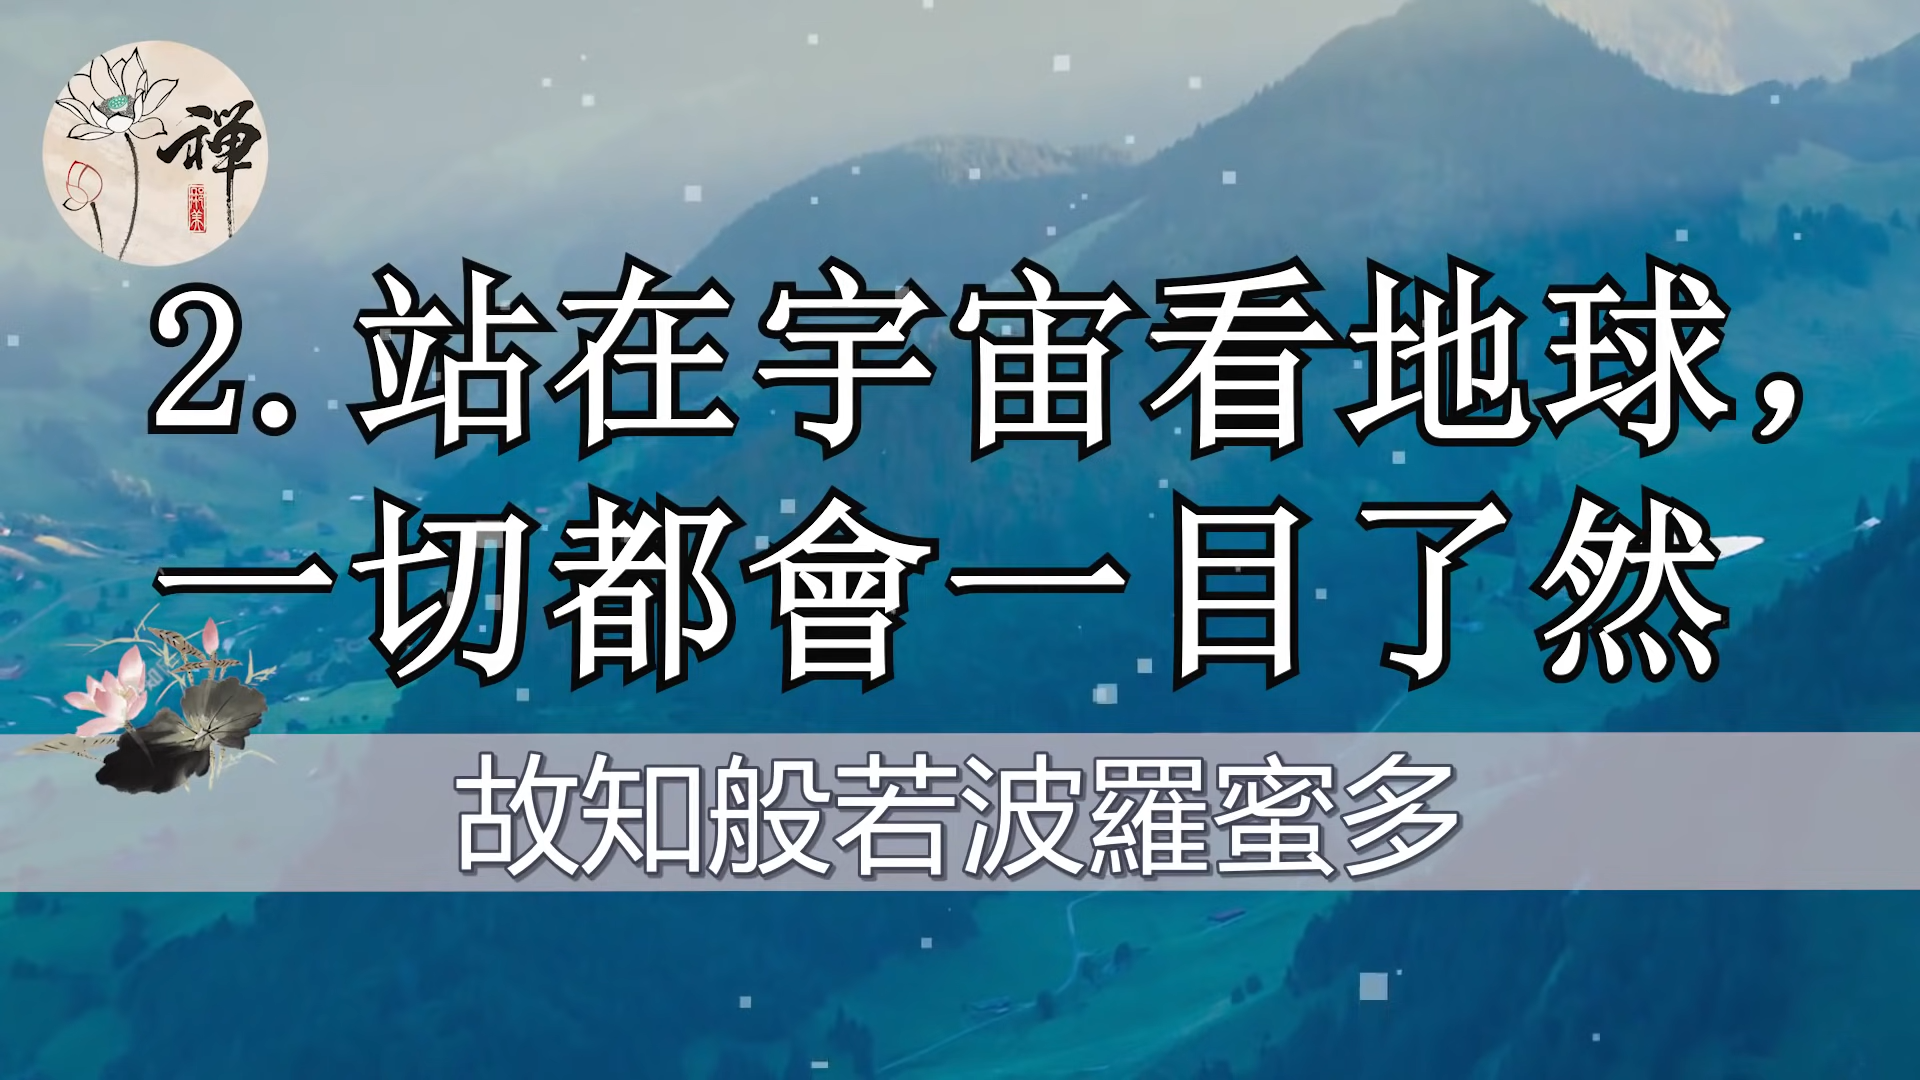 禅
2.站在宇宙看地球，
一切都會一目了然
故知般若波羅蜜多